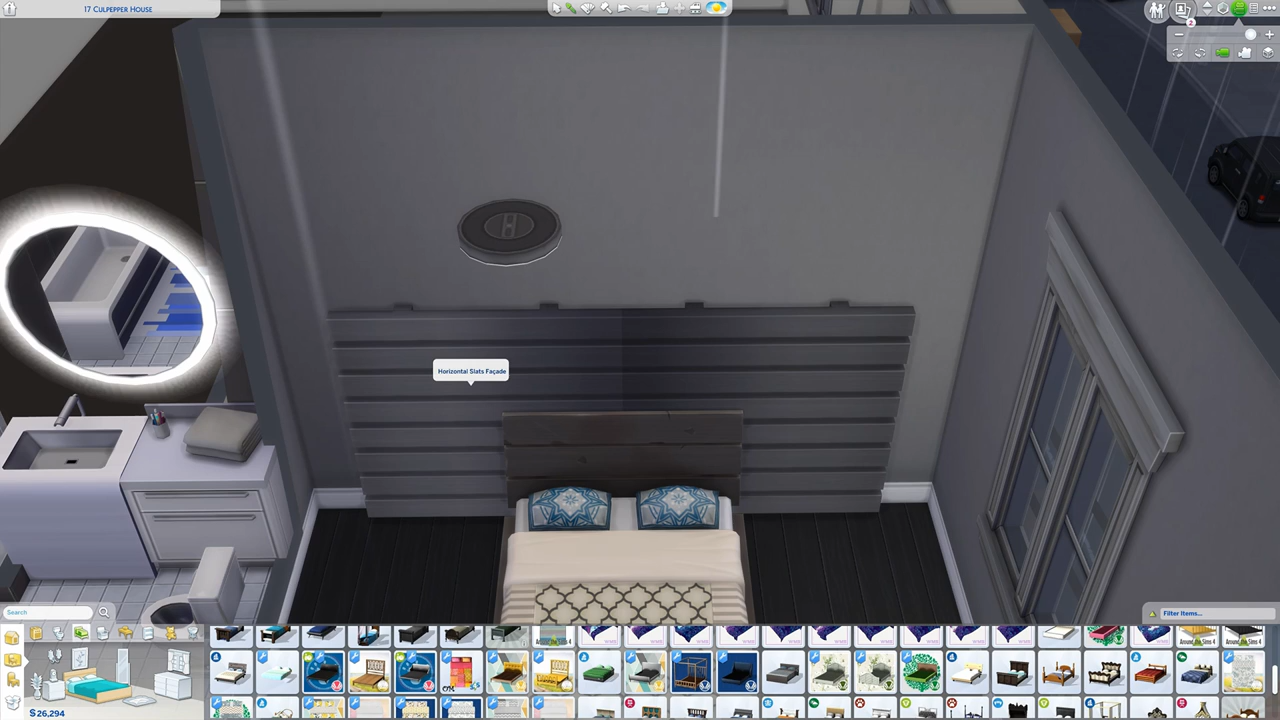 17 Culpepper House
Horizontal Slats Façade
Search
Filter Items...
$26,294